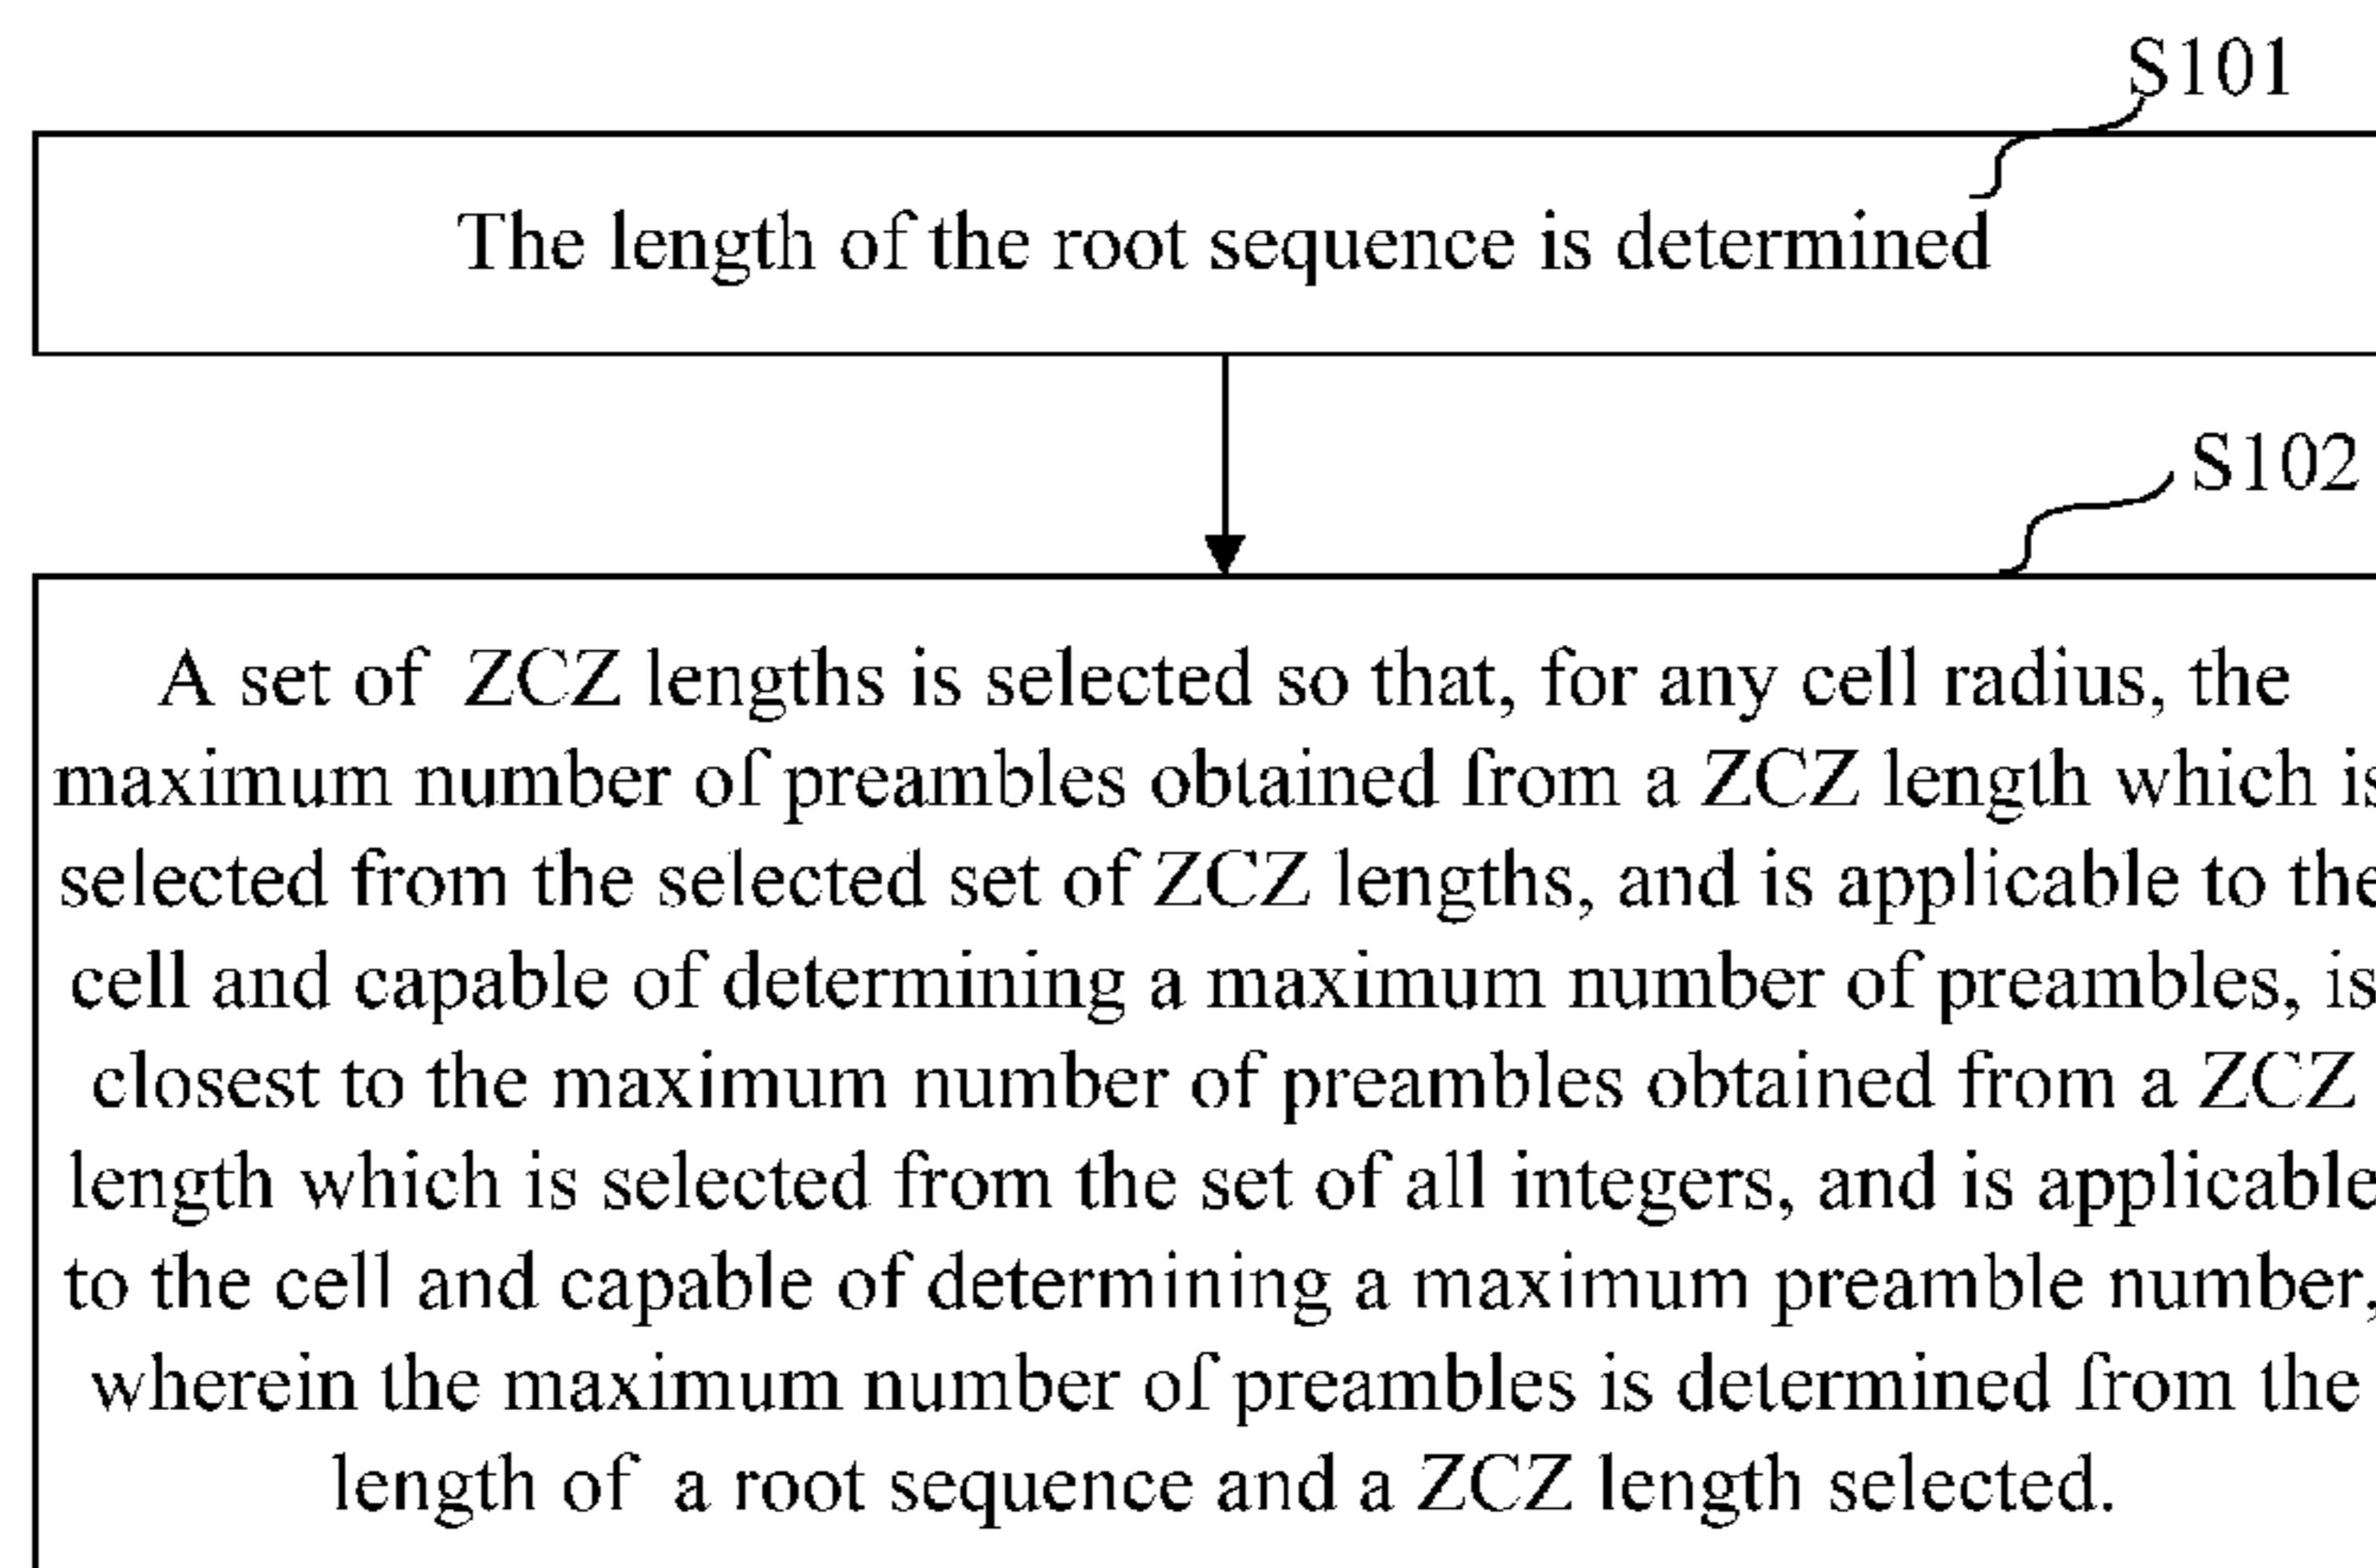 S101
The length of the root sequence is determined
S102
A set of ZCZ lengths is selected so that, for any cell radius, the
maximum number of preambles obtained from a ZCZ length which is
selected from the selected set of ZCZ lengths, and is applicable to the
cell and capable of determining a maximum number of preambles, is
closest to the maximum number of preambles obtained from a ZCZ
length which is selected from the set of all integers, and is applicable
to the cell and capable of determining a maximum preamble number,
wherein the maximum number of preambles is determined from the
length of a root sequence and a ZCZ length selected.